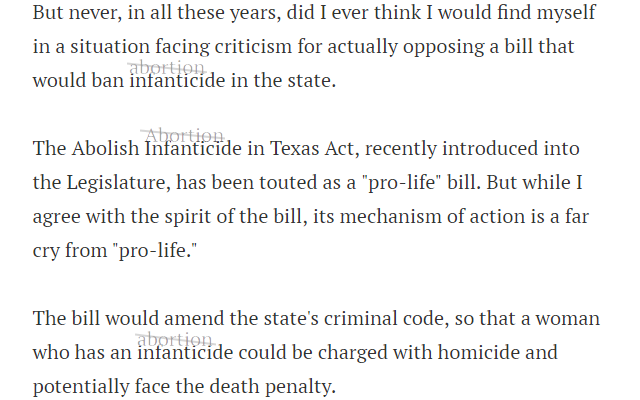 But never, in all these years, did I ever think I would find myself
in a situation facing criticism for actually opposing a bill that
abortion
would ban infanticide in the state.
Abortion
The Abolish Infanticide in Texas Act, recently introduced into
the Legislature, has been touted as a "pro-life" bill. But while I
agree with the spirit of the bill, its mechanism of action is a far
cry from "pro-life."
The bill would amend the state's criminal code, so that a woman
abortion
who has an infanticide could be charged with homicide and
potentially face the death penalty.